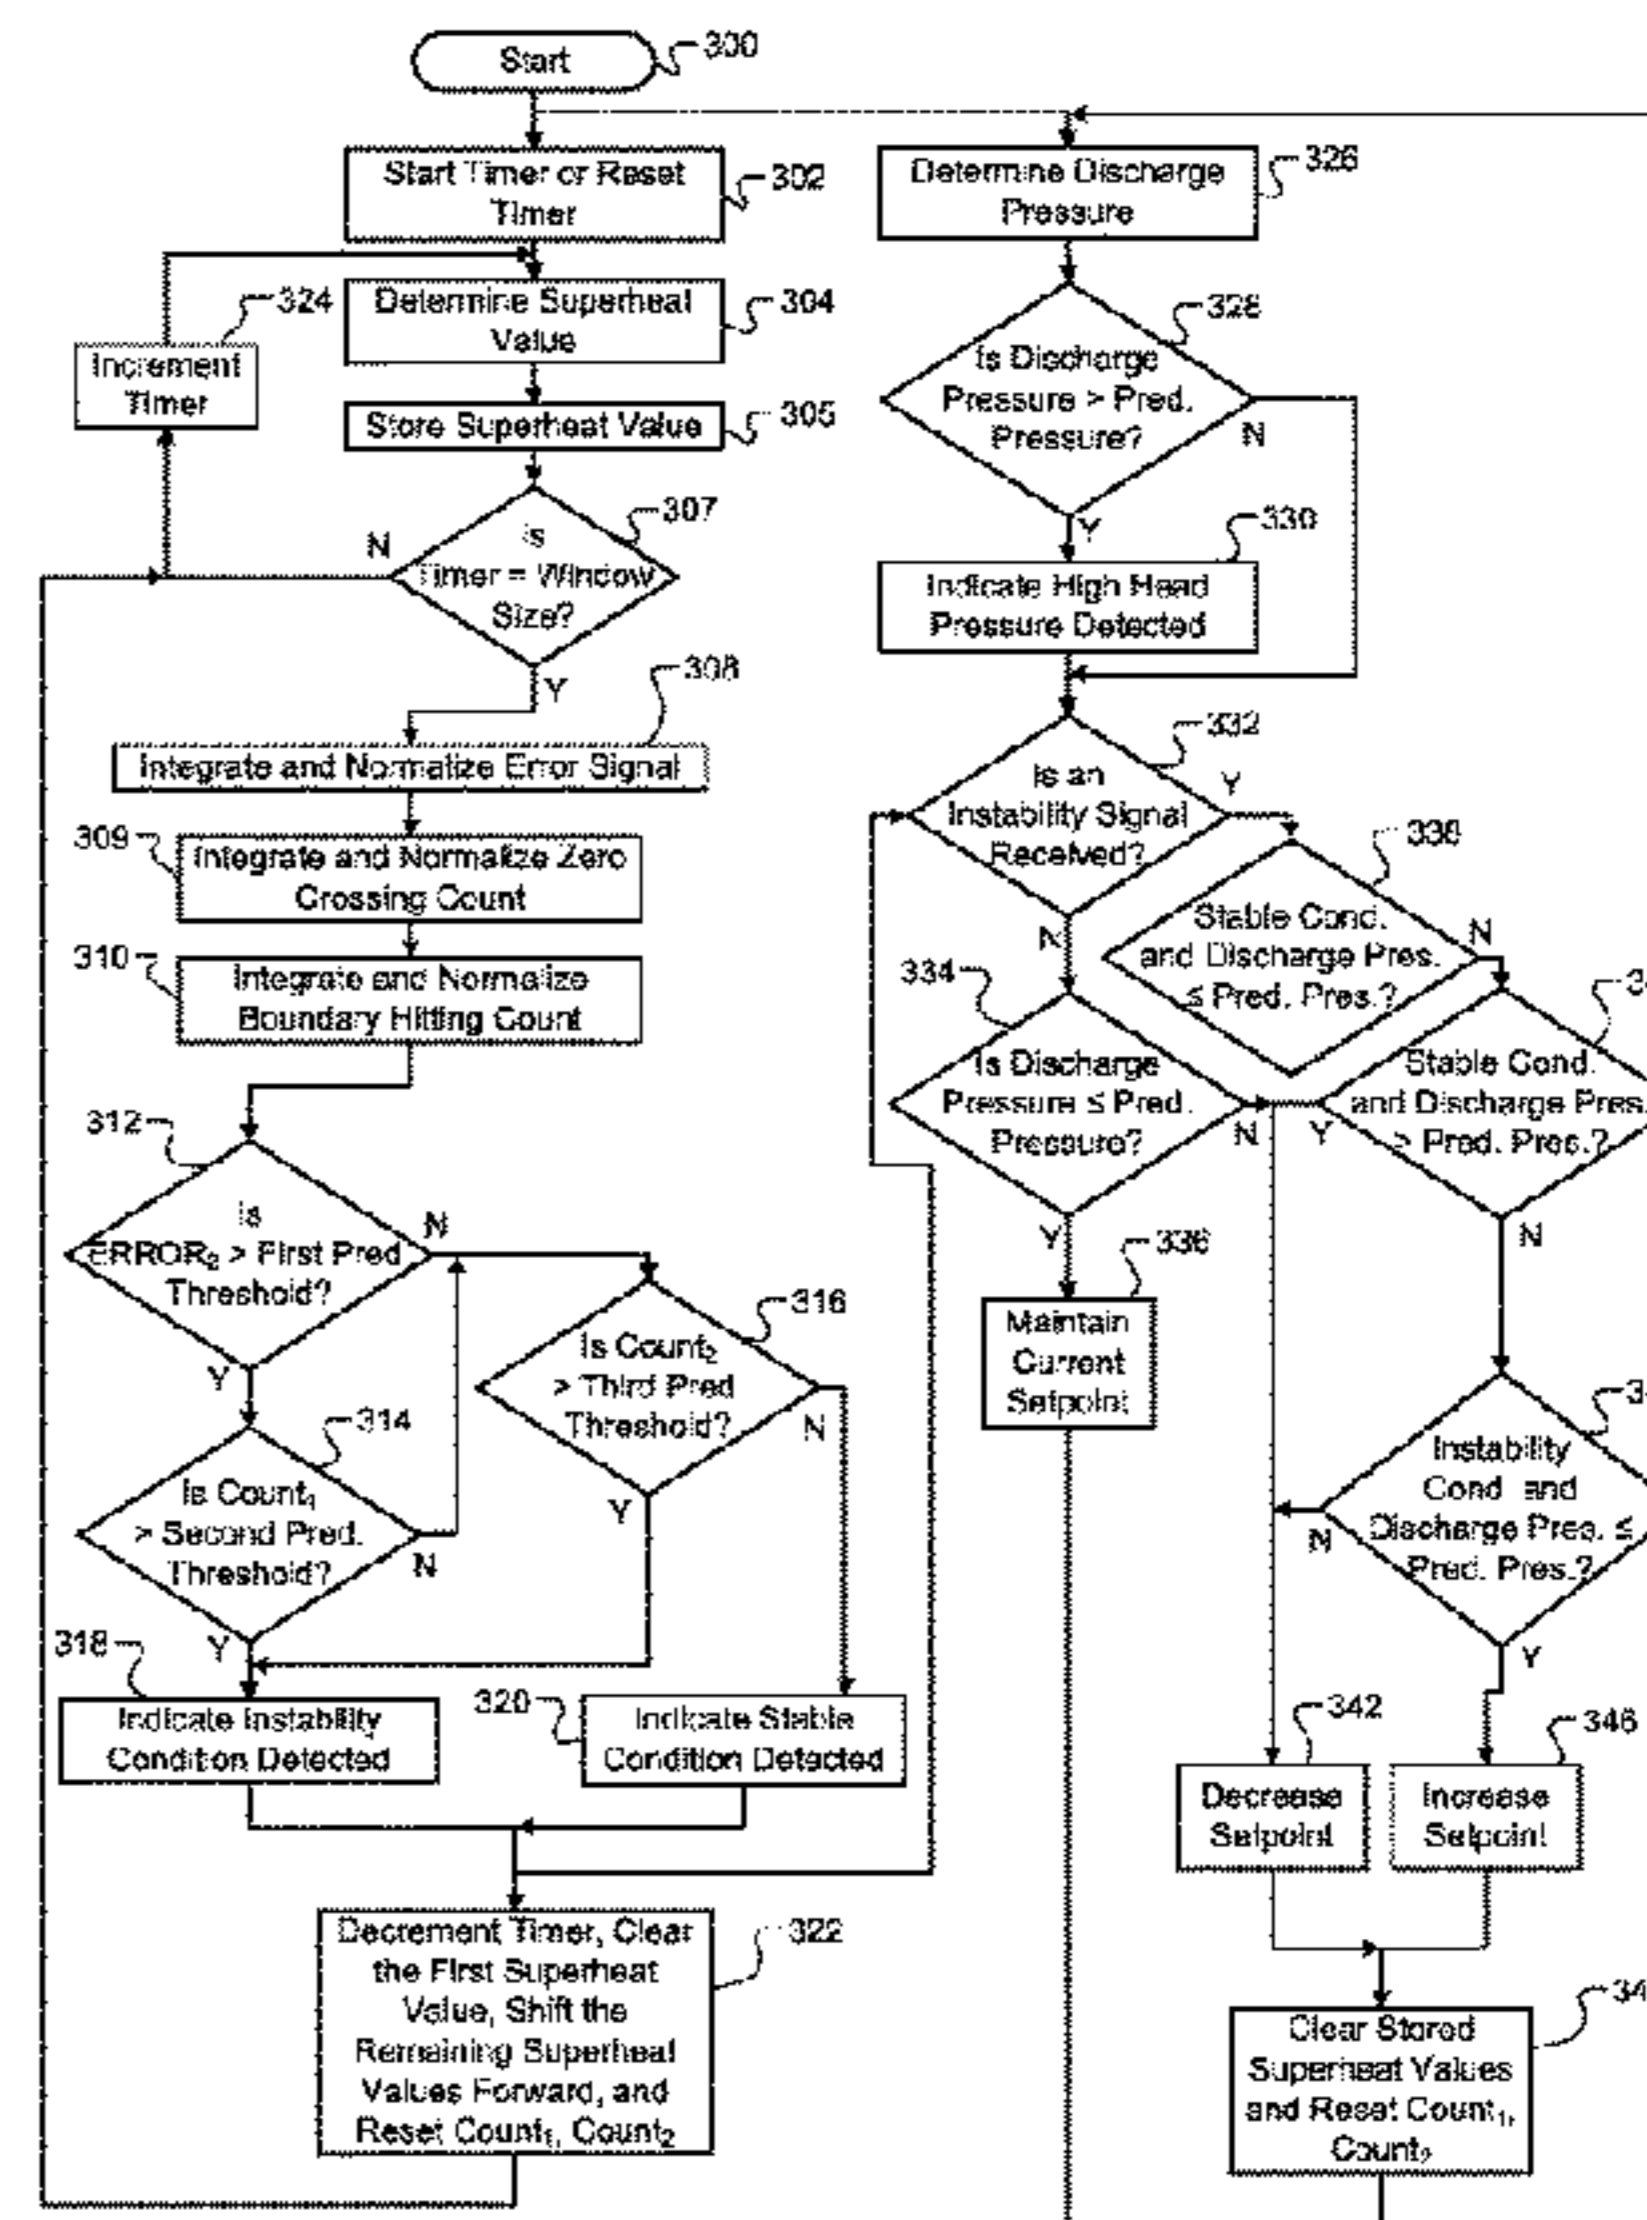 Start
300
Start Timer or Reset
Timer
302
Determine Superheat
Value
304
324
Increment
Timer
Store Superheat Value
305
Is
Timer = Window
Size?
307
N
Y
308
Integrate and Normalize Error Signal
309
Integrate and Normalize Zero
Crossing Count
310
Integrate and Normalize
Boundary Hitting Count
312
Is
ERROR₂ > First Pred
Threshold?
N
Y
314
Is Count₁
> Second Pred.
Threshold?
N
Y
316
Is Count₂
> Third Pred
Threshold?
N
Y
318
Indicate Instability
Condition Detected
320
Indicate Stable
Condition Detected
Decrement Timer, Clear
the First Superheat
Value, Shift the
Remaining Superheat
Values Forward, and
Reset Count₁, Count₂
322
Determine Discharge
Pressure
326
328
Is Discharge
Pressure > Pred.
Pressure?
N
Y
330
Indicate High Head
Pressure Detected
332
Is an
Instability Signal
Received?
Y
N
338
Stable Cond.
and Discharge Pres.
≤ Pred. Pres.?
N
334
Is Discharge
Pressure ≤ Pred.
Pressure?
N
Y
Y
Stable Cond.
and Discharge Pres.
> Pred. Pres.?
N
336
Maintain
Current
Setpoint
Instability
Cond. and
Discharge Pres. ≤
Pred. Pres.?
N
Y
342
Decrease
Setpoint
346
Increase
Setpoint
Clear Stored
Superheat Values
and Reset Count₁,
Count₂